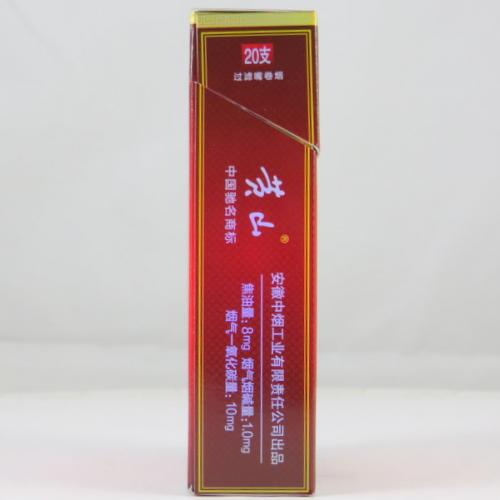 20支
过滤嘴卷烟
黄山®
中国驰名商标
安徽中烟工业有限责任公司出品
焦油量:8mg 烟气烟碱量:1.0mg
烟气一氧化碳量:10mg